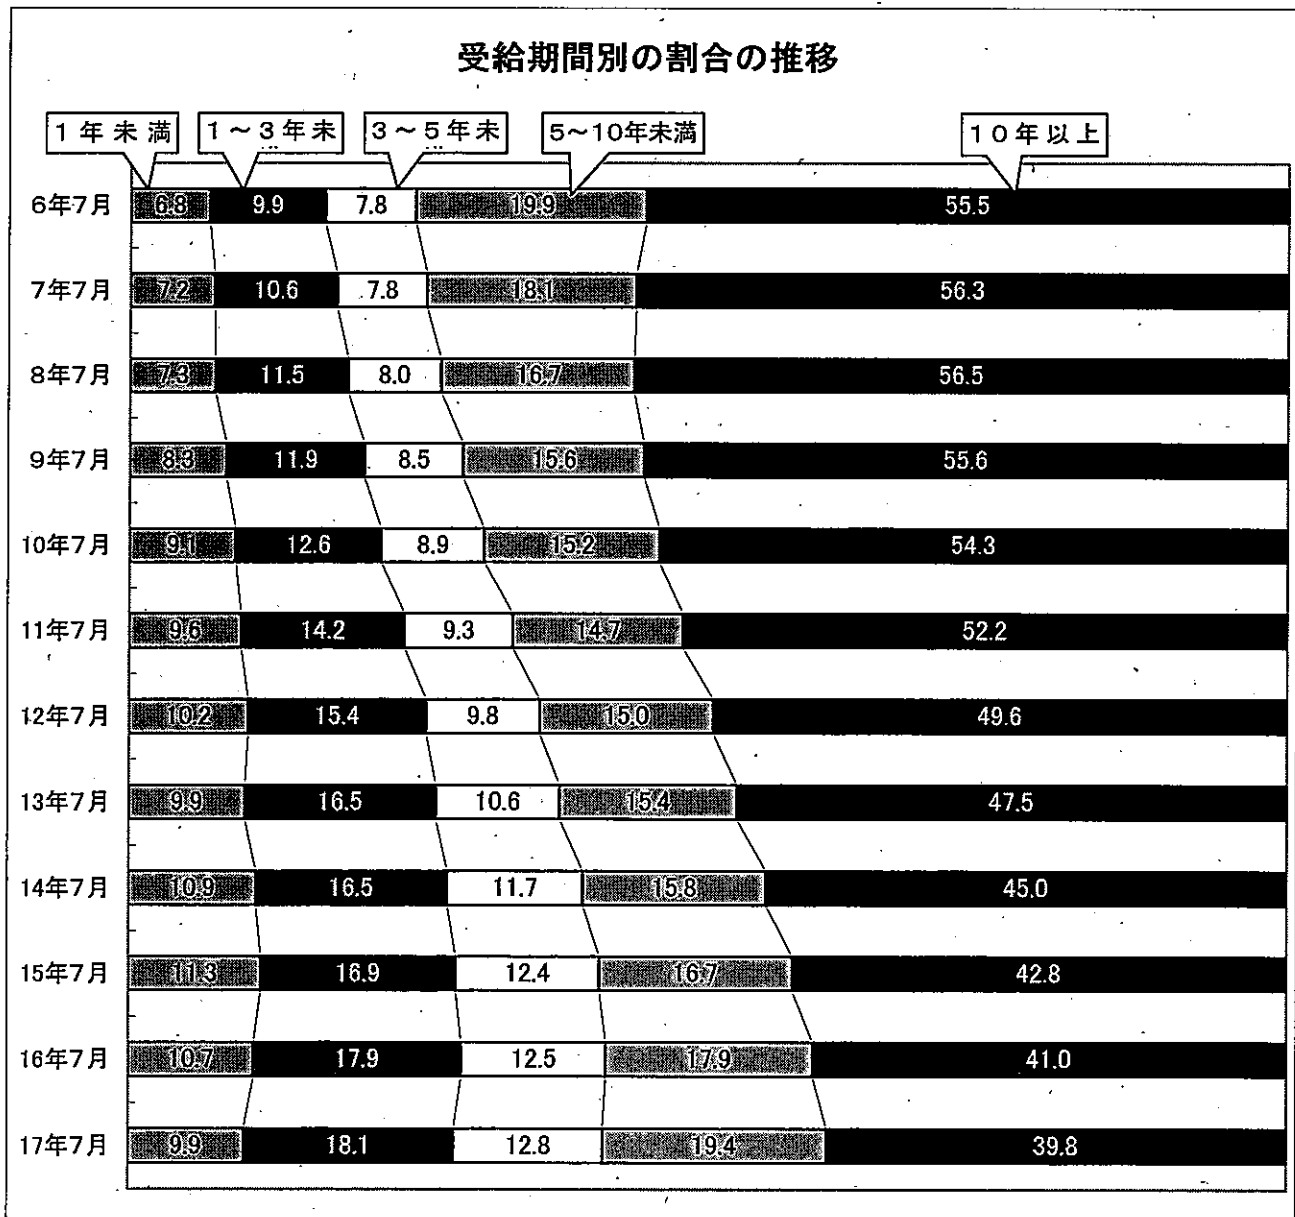 受給期間別の割合の推移
1年未満 1～3年未 3～5年未 5～10年未満 10年以上
6年7月 6.8 9.9 7.8 19.9 55.5
7年7月 7.2 10.6 7.8 18.1 56.3
8年7月 7.3 11.5 8.0 16.7 56.5
9年7月 8.3 11.9 8.5 15.6 55.6
10年7月 9.1 12.6 8.9 15.2 54.3
11年7月 9.6 14.2 9.3 14.7 52.2
12年7月 10.2 15.4 9.8 15.0 49.6
13年7月 9.9 16.5 10.6 15.4 47.5
14年7月 10.9 16.5 11.7 15.8 45.0
15年7月 11.3 16.9 12.4 16.7 42.8
16年7月 10.7 17.9 12.5 17.9 41.0
17年7月 9.9 18.1 12.8 19.4 39.8